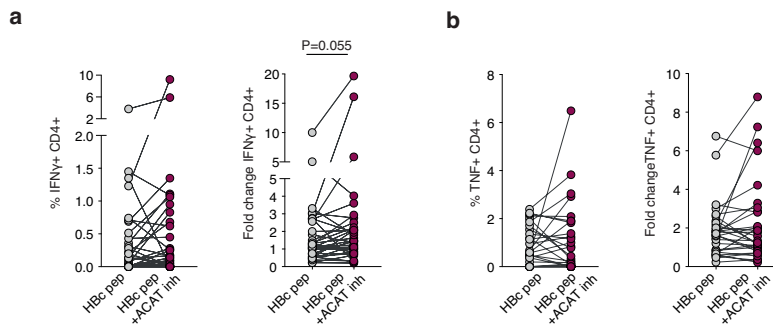 a
b
P=0.055
% IFNγ+ CD4+
10
6
2
2.0
1.5
1.0
0.5
0.0
HBc pep
HBc pep
+ACAT inh
Fold change IFNγ+ CD4+
20
15
10
5
5
4
3
2
1
0
HBc pep
HBc pep
+ACAT inh
% TNF+ CD4+
8
6
4
2
0
HBc pep
HBc pep
+ACAT inh
Fold changeTNF+ CD4+
10
8
6
4
2
0
HBc pep
HBc pep
+ACAT inh